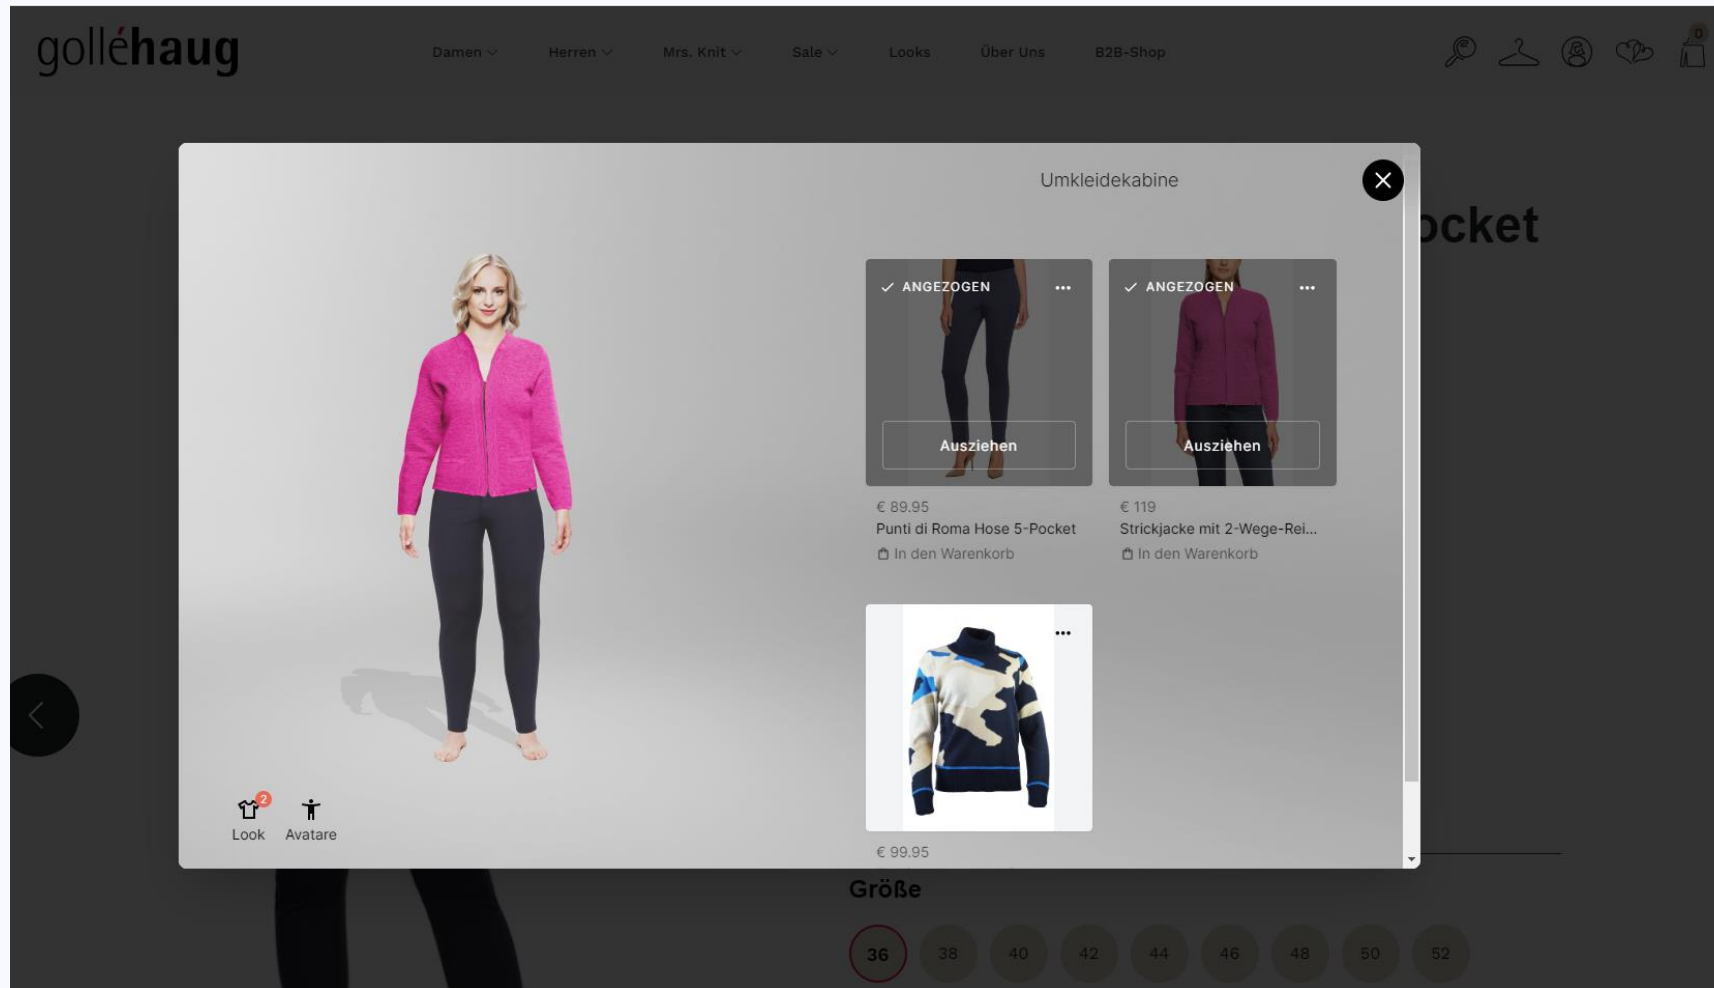 golléhaug
Damen
Herren
Mrs. Knit
Sale
Looks
Über Uns
B2B-Shop
0
Umkleidekabine
ocket
ANGEZOGEN
Ausziehen
€ 89.95
Punti di Roma Hose 5-Pocket
In den Warenkorb
ANGEZOGEN
Ausziehen
€ 119
Strickjacke mit 2-Wege-Rei...
In den Warenkorb
€ 99.95
2
Look
Avatare
Größe
36 38 40 42 44 46 48 50 52